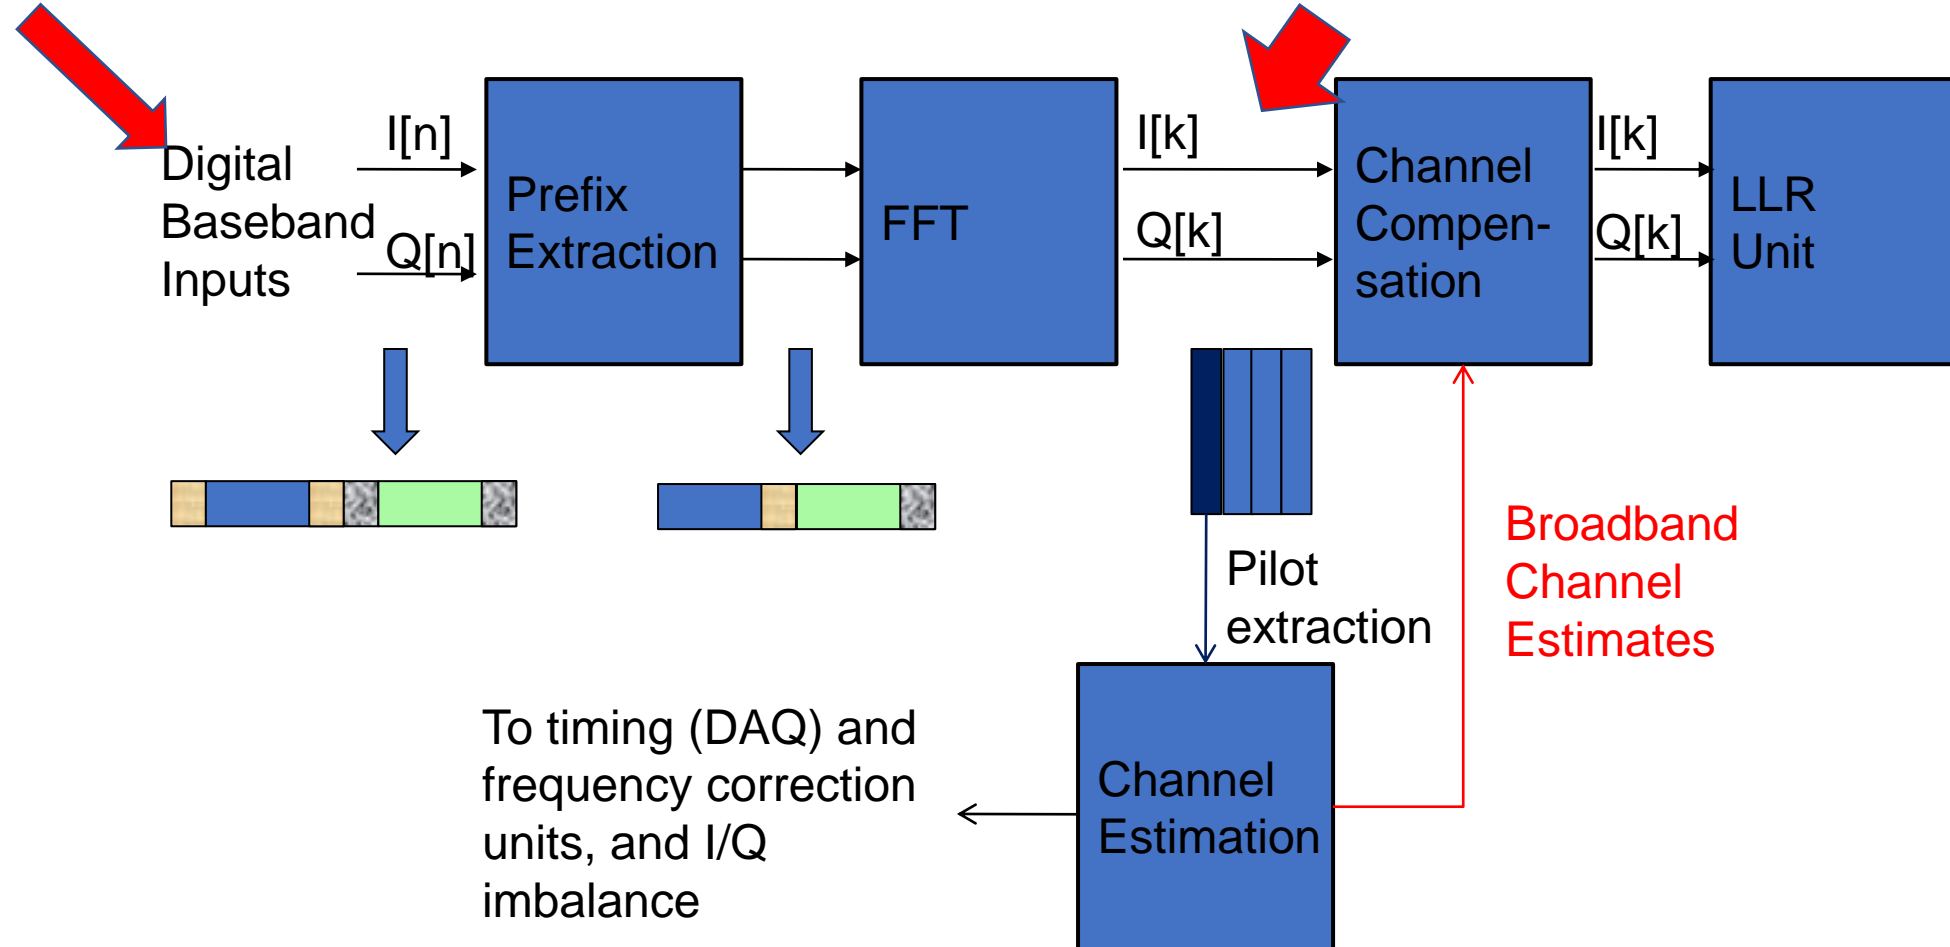 Digital
Baseband
Inputs
I[n]
Q[n]
Prefix
Extraction
FFT
I[k]
Q[k]
Channel
Compen-
sation
I[k]
Q[k]
LLR
Unit
Pilot
extraction
Broadband
Channel
Estimates
To timing (DAQ) and
frequency correction
units, and I/Q
imbalance
Channel
Estimation